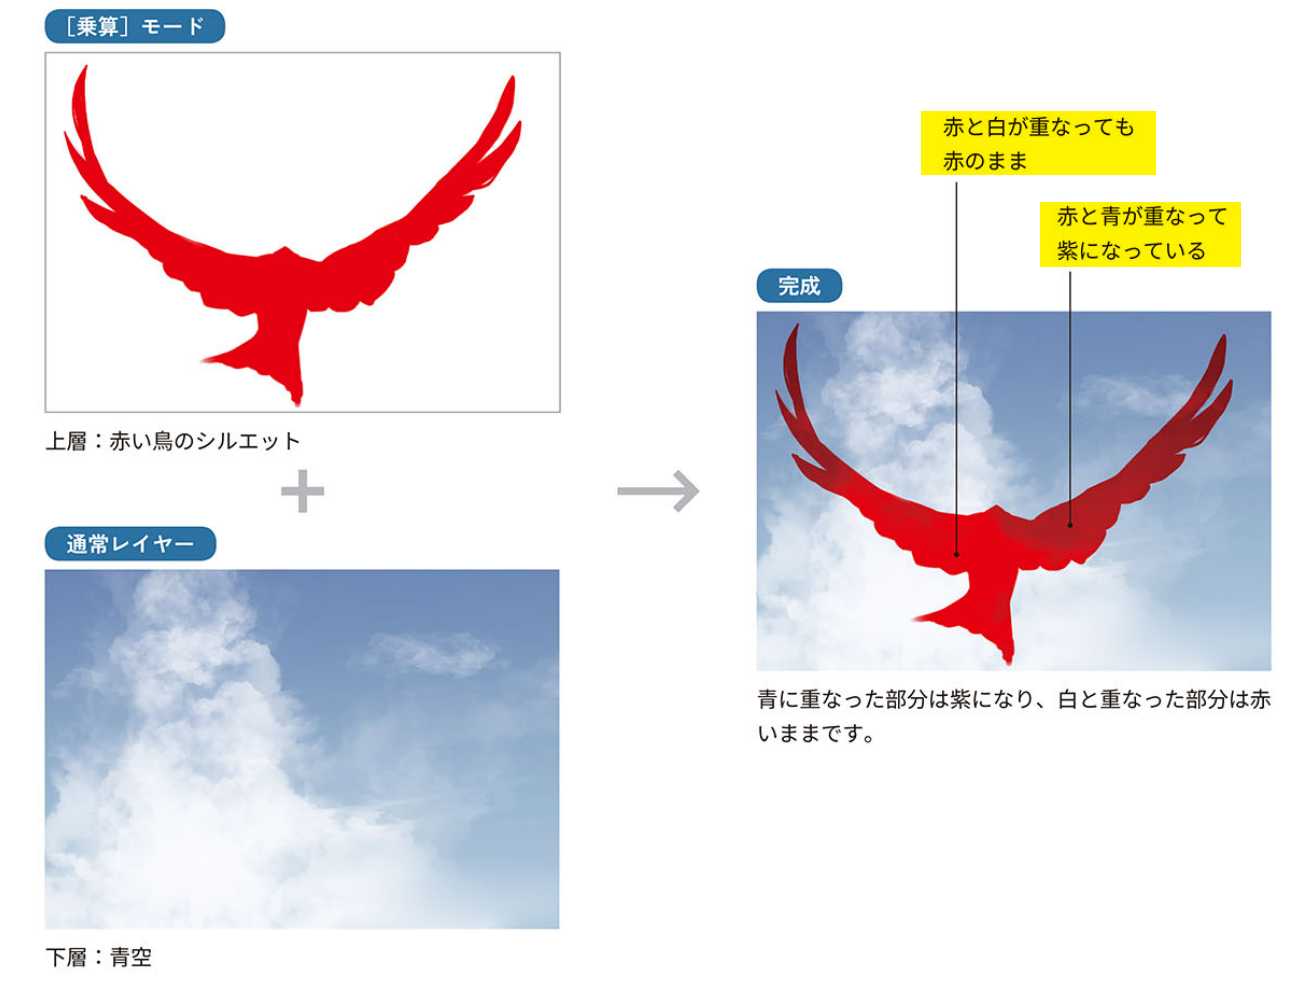 ［乗算］モード
上層：赤い鳥のシルエット
通常レイヤー
下層：青空
赤と白が重なっても
赤のまま
赤と青が重なって
紫になっている
完成
青に重なった部分は紫になり、白と重なった部分は赤
いままです。